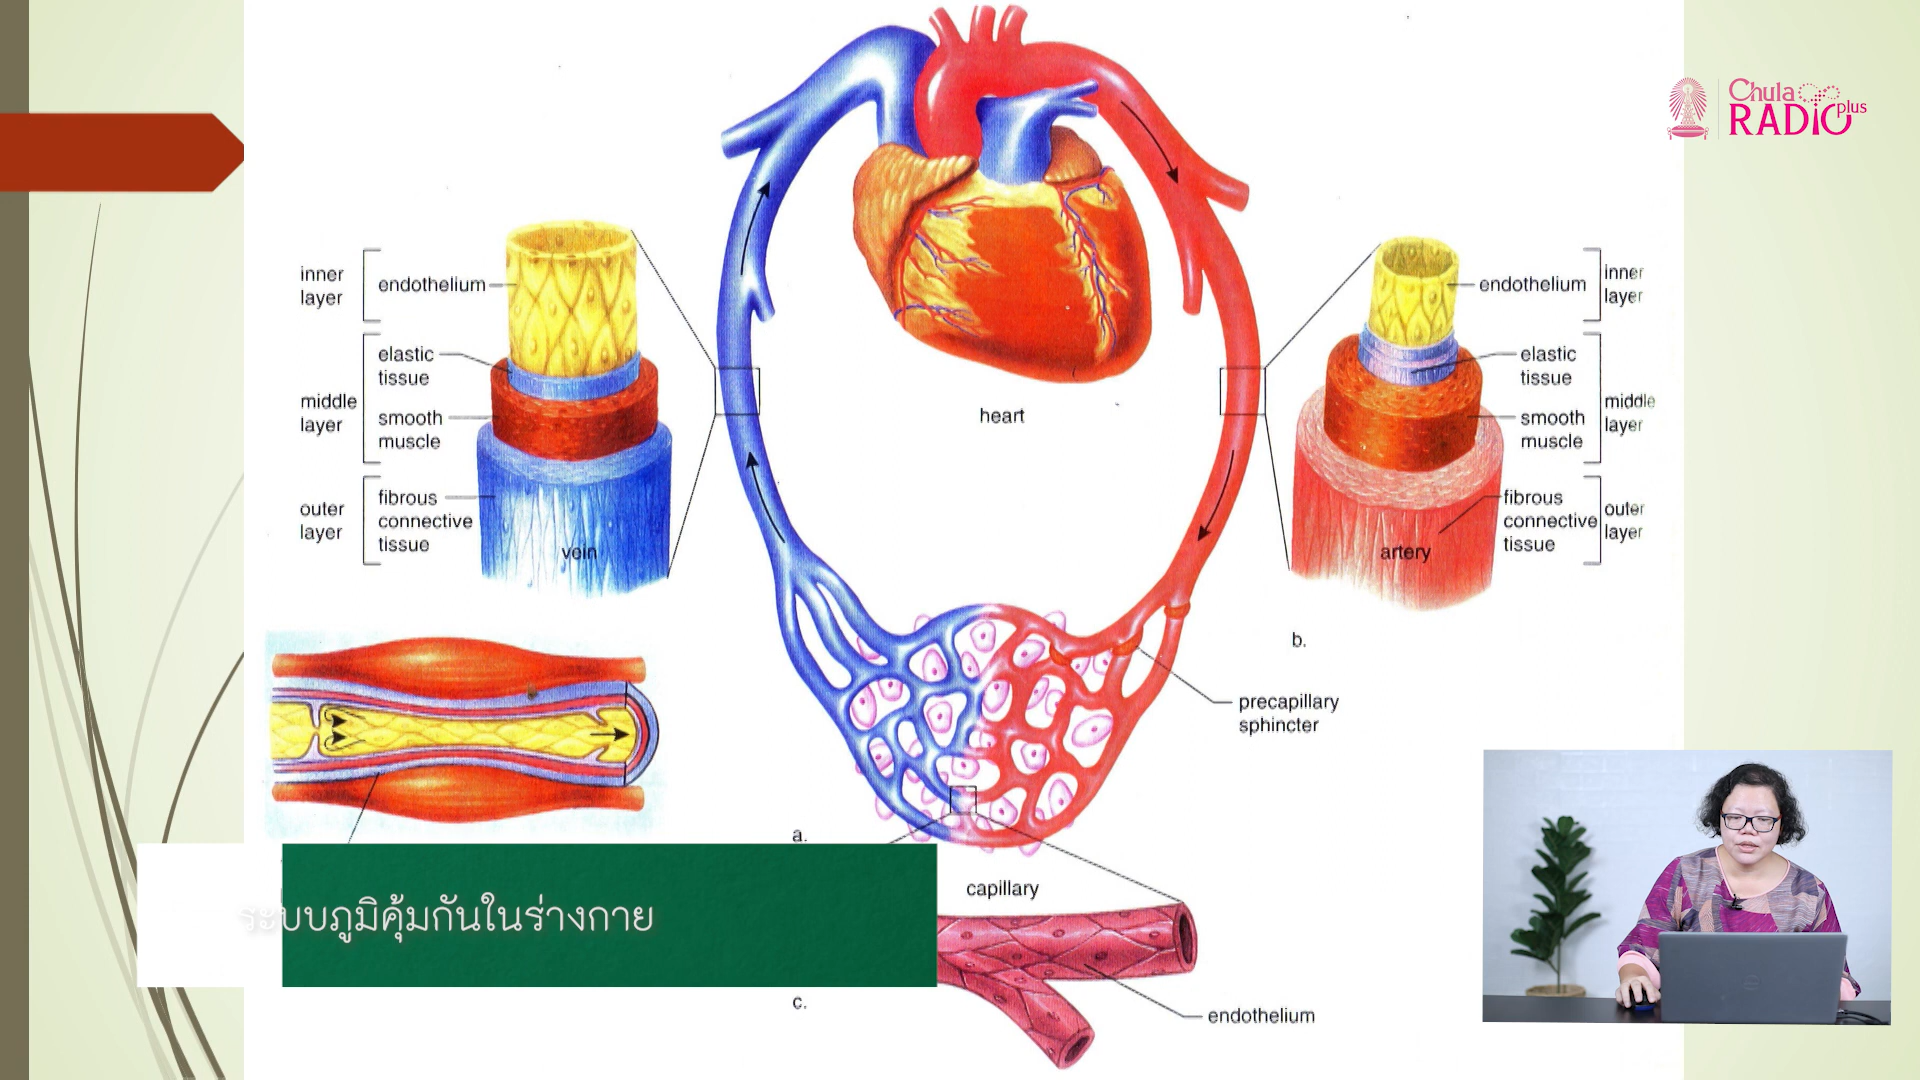 Chula
RADIO plus
inner
layer
endothelium
elastic
tissue
middle
layer
smooth
muscle
outer
layer
fibrous
connective
tissue
vein
heart
endothelium
inner
layer
elastic
tissue
middle
layer
smooth
muscle
fibrous
connective
tissue
outer
layer
artery
b.
precapillary
sphincter
a.
capillary
ระบบภูมิคุ้มกันในร่างกาย
c.
endothelium